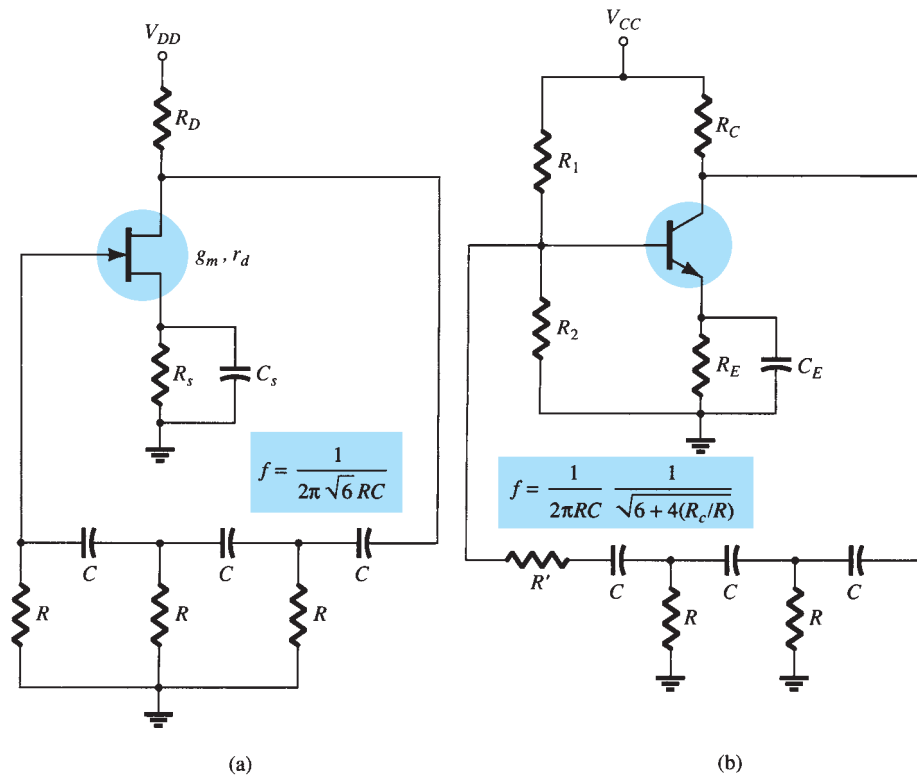 V_DD
R_D
g_m, r_d
R_s
C_s
f = 1 / (2π √6 RC)
C
C
C
R
R
R
(a)
V_CC
R_C
R_1
R_2
R_E
C_E
f = 1 / (2πRC) 1 / √(6 + 4(R_c/R))
R'
C
C
C
R
R
(b)